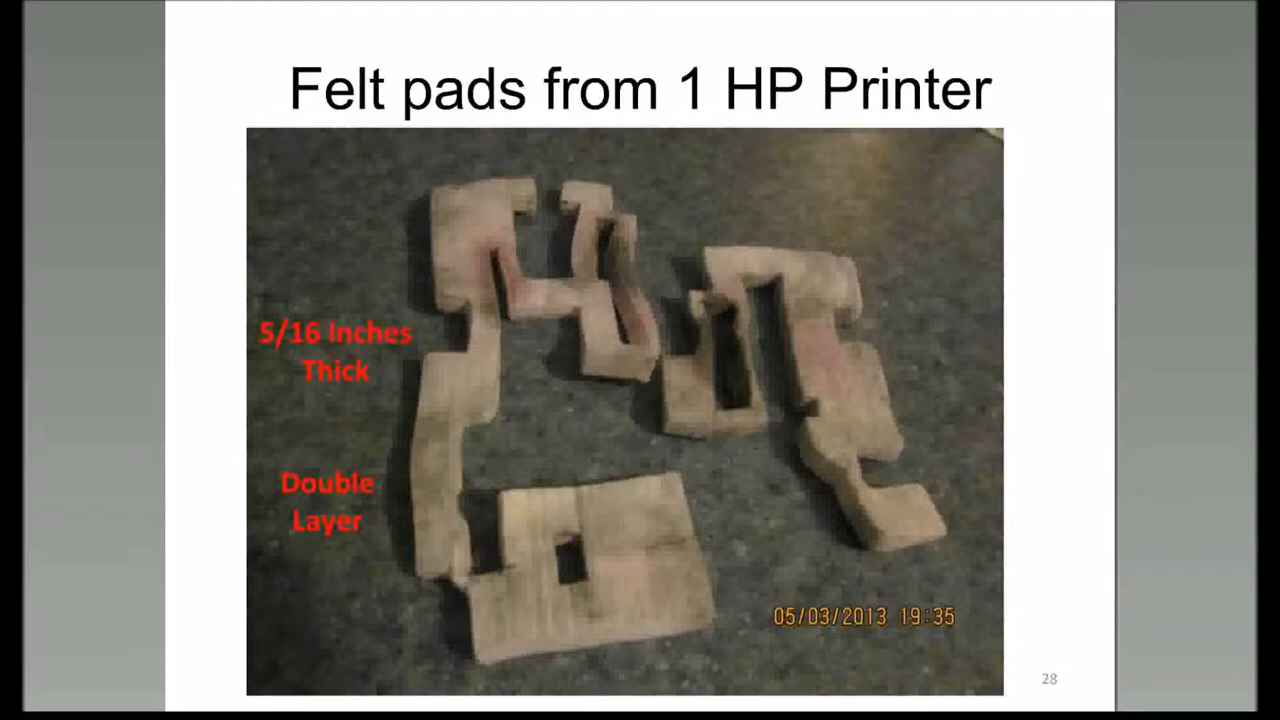 Felt pads from 1 HP Printer
5/16 Inches
Thick
Double
Layer
05/03/2013 19:35
28